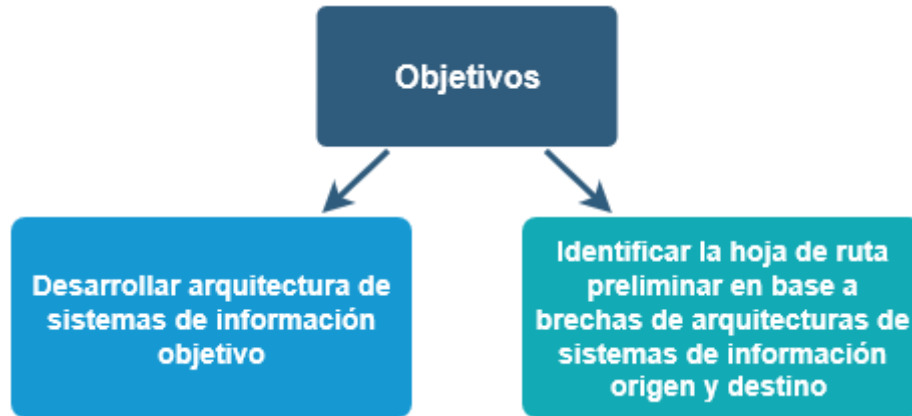 Objetivos
Desarrollar arquitectura de
sistemas de información
objetivo
Identificar la hoja de ruta
preliminar en base a
brechas de arquitecturas de
sistemas de información
origen y destino